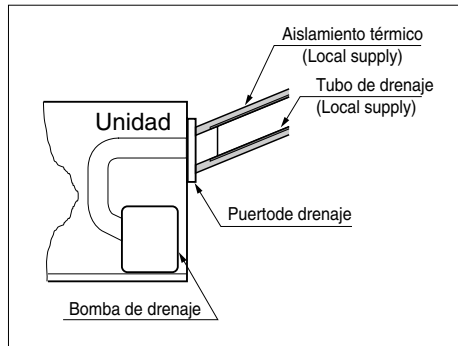 Aislamiento térmico
(Local supply)
Tubo de drenaje
(Local supply)
Unidad
Puertode drenaje
Bomba de drenaje